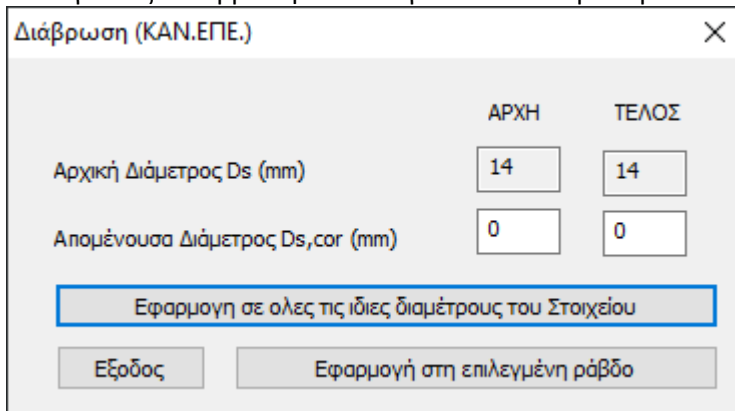 Διάβρωση (ΚΑΝ.ΕΠΕ.)
ΑΡΧΗ ΤΕΛΟΣ
Αρχική Διάμετρος Ds (mm) 14 14
Απομένουσα Διάμετρος Ds,cor (mm) 0 0
Εφαρμογη σε ολες τις ιδιες διαμέτρους του Στοιχείου
Εξοδος Εφαρμογή στη επιλεγμένη ράβδο